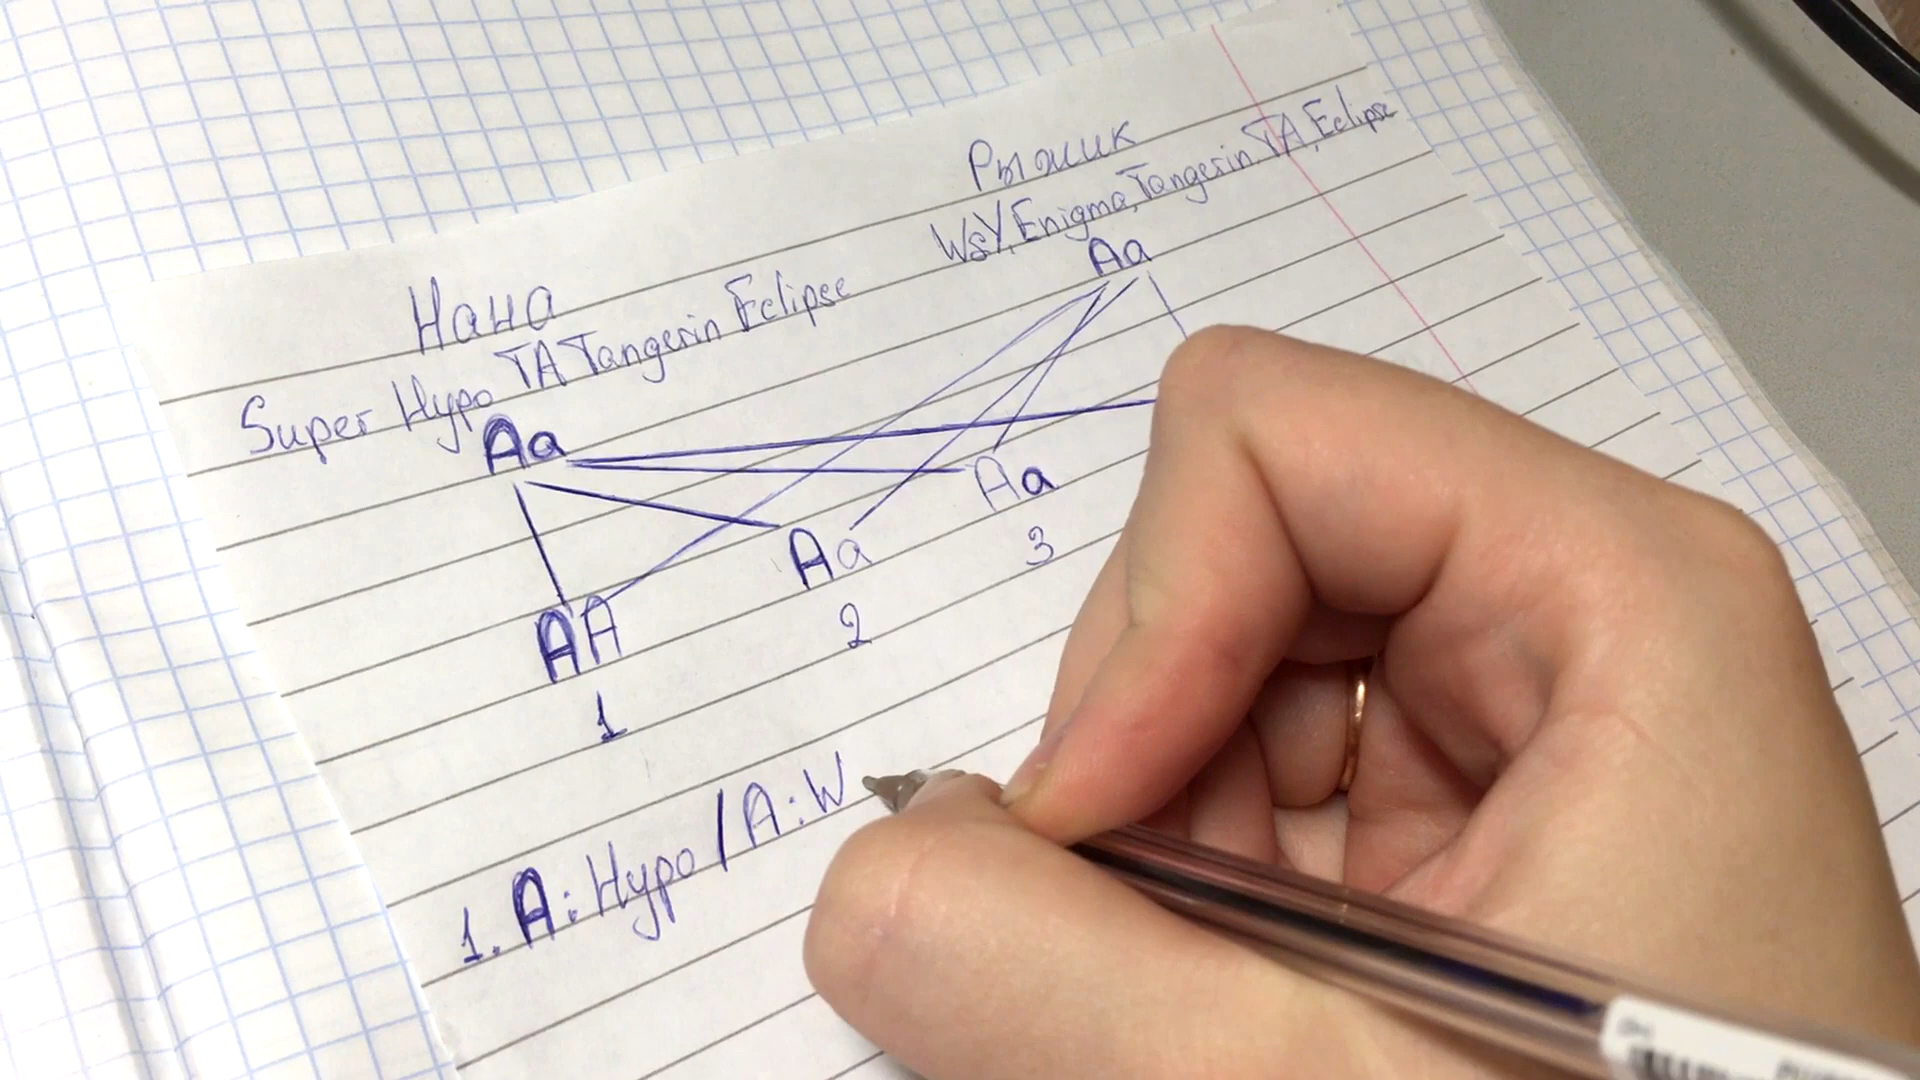 Рыжик
WsY, Enigma, Tangerin TA, Eclipse
Aa
Нана
Super Hypo TA Tangerin Eclipse
Aa
Aa
3
Aa
2
AA
1
1. A: Hypo / A: W